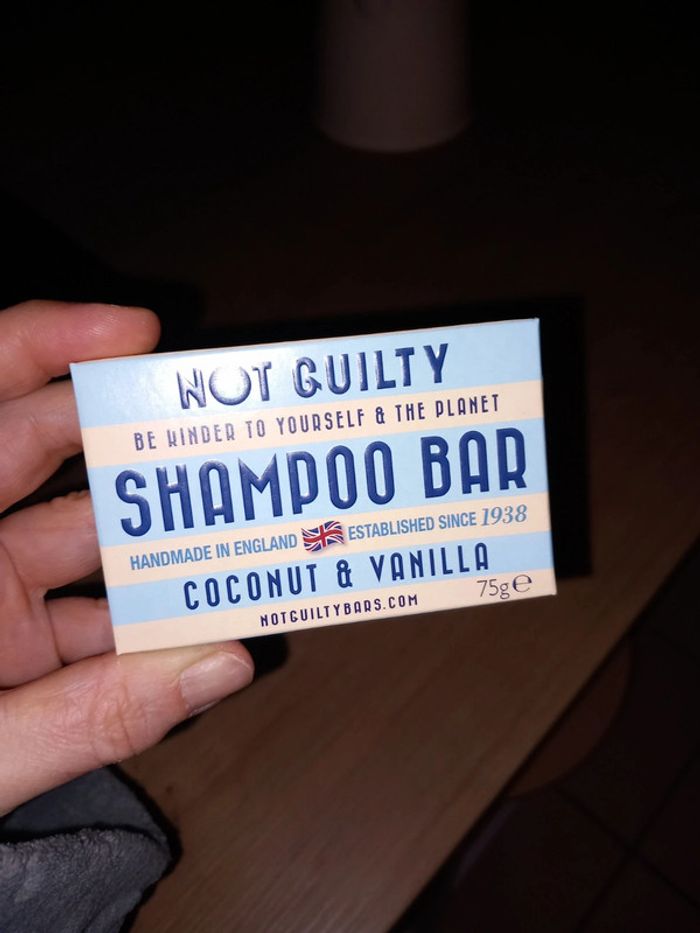 NOT GUILTY
BE KINDER TO YOURSELF & THE PLANET
SHAMPOO BAR
HANDMADE IN ENGLAND ESTABLISHED SINCE 1938
COCONUT & VANILLA
75g℮
NOTGUILTYBARS.COM